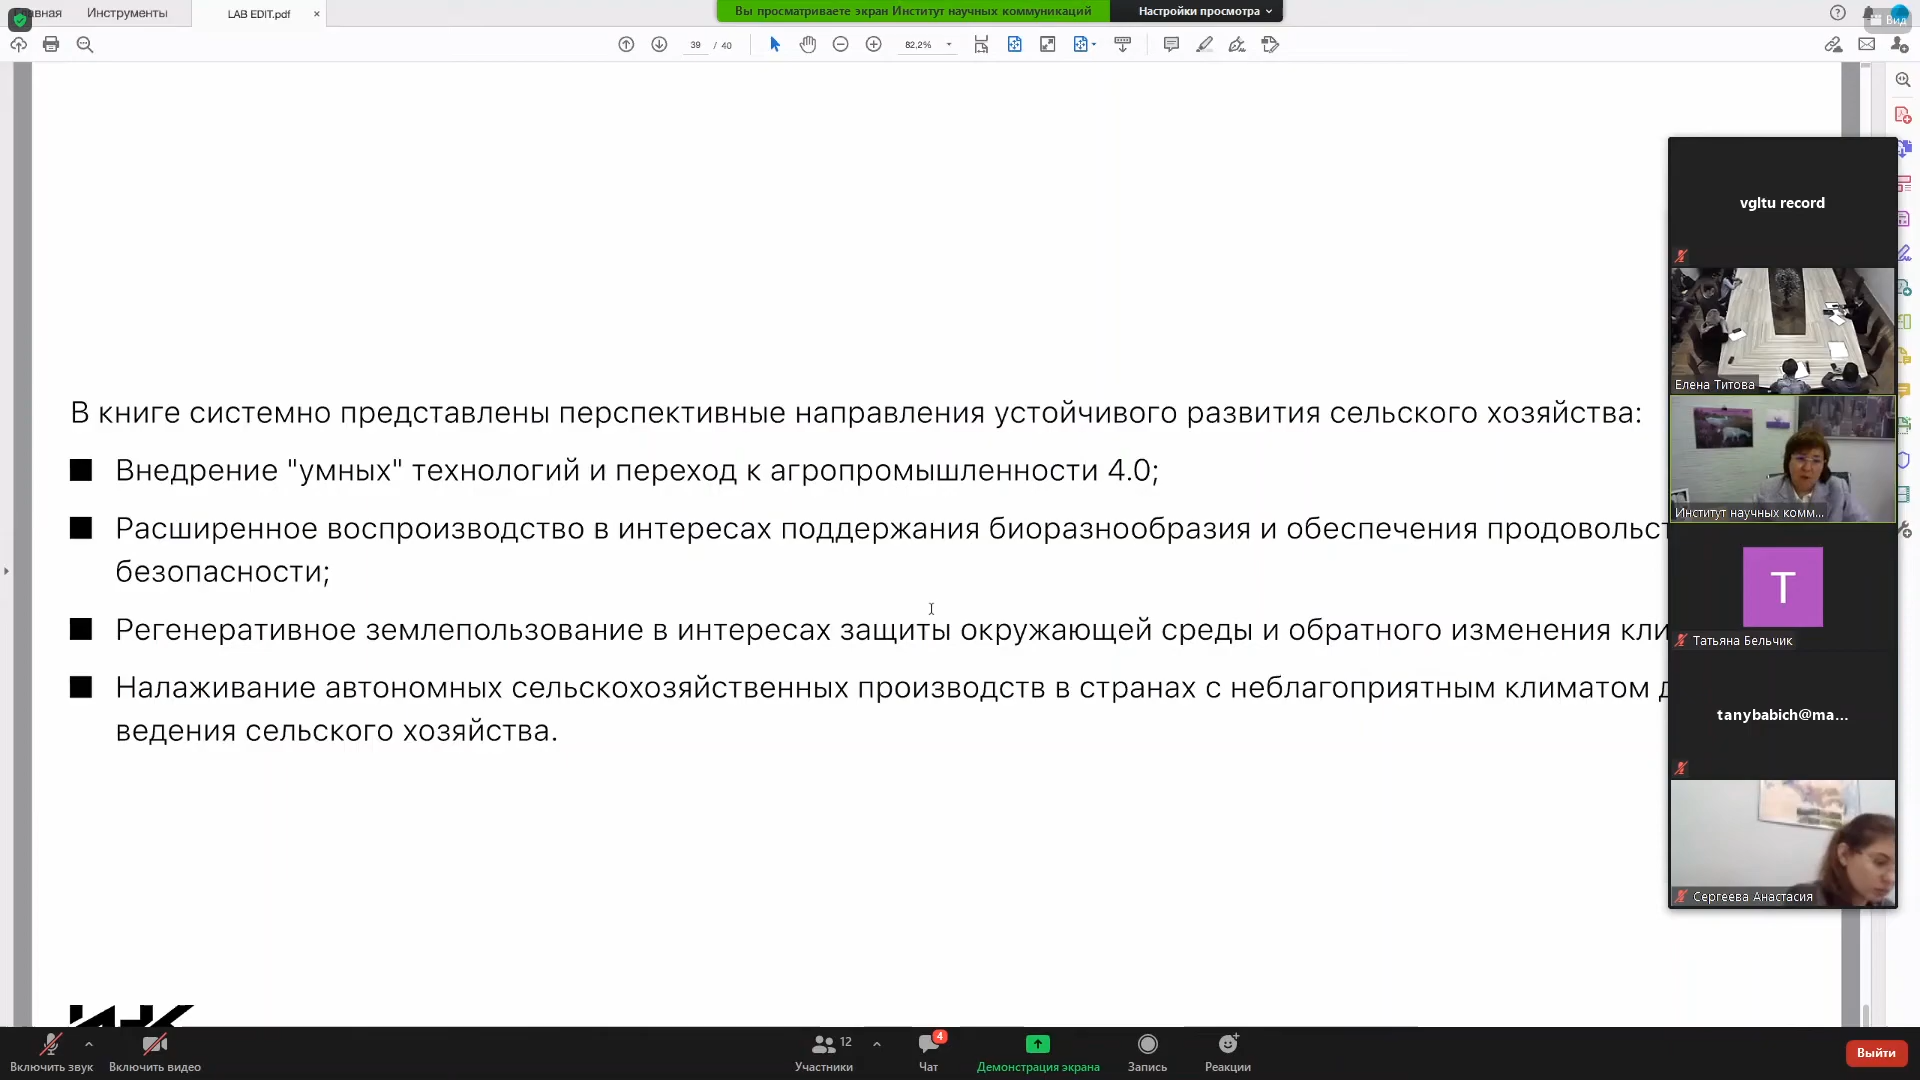 Главная
Инструменты
LAB EDIT.pdf
Вы просматриваете экран Институт научных коммуникаций
Настройки просмотра
Вид
39 / 40
82,2%
В книге системно представлены перспективные направления устойчивого развития сельского хозяйства:
Внедрение "умных" технологий и переход к агропромышленности 4.0;
Расширенное воспроизводство в интересах поддержания биоразнообразия и обеспечения продовольст
безопасности;
Регенеративное землепользование в интересах защиты окружающей среды и обратного изменения кли
Налаживание автономных сельскохозяйственных производств в странах с неблагоприятным климатом д
ведения сельского хозяйства.
vgltu record
Елена Титова
Институт научных комм...
Т
Татьяна Бельчик
tanybabich@ma...
Сергеева Анастасия
Включить звук
Включить видео
12
Участники
4
Чат
Демонстрация экрана
Запись
Реакции
Выйти